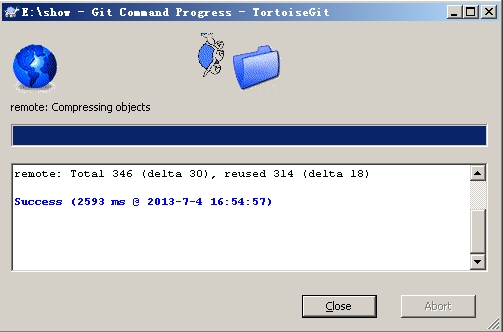 E:\show - Git Command Progress - TortoiseGit
remote: Compressing objects
remote: Total 346 (delta 30), reused 314 (delta 18)
Success (2593 ms @ 2013-7-4 16:54:57)
Close
Abort